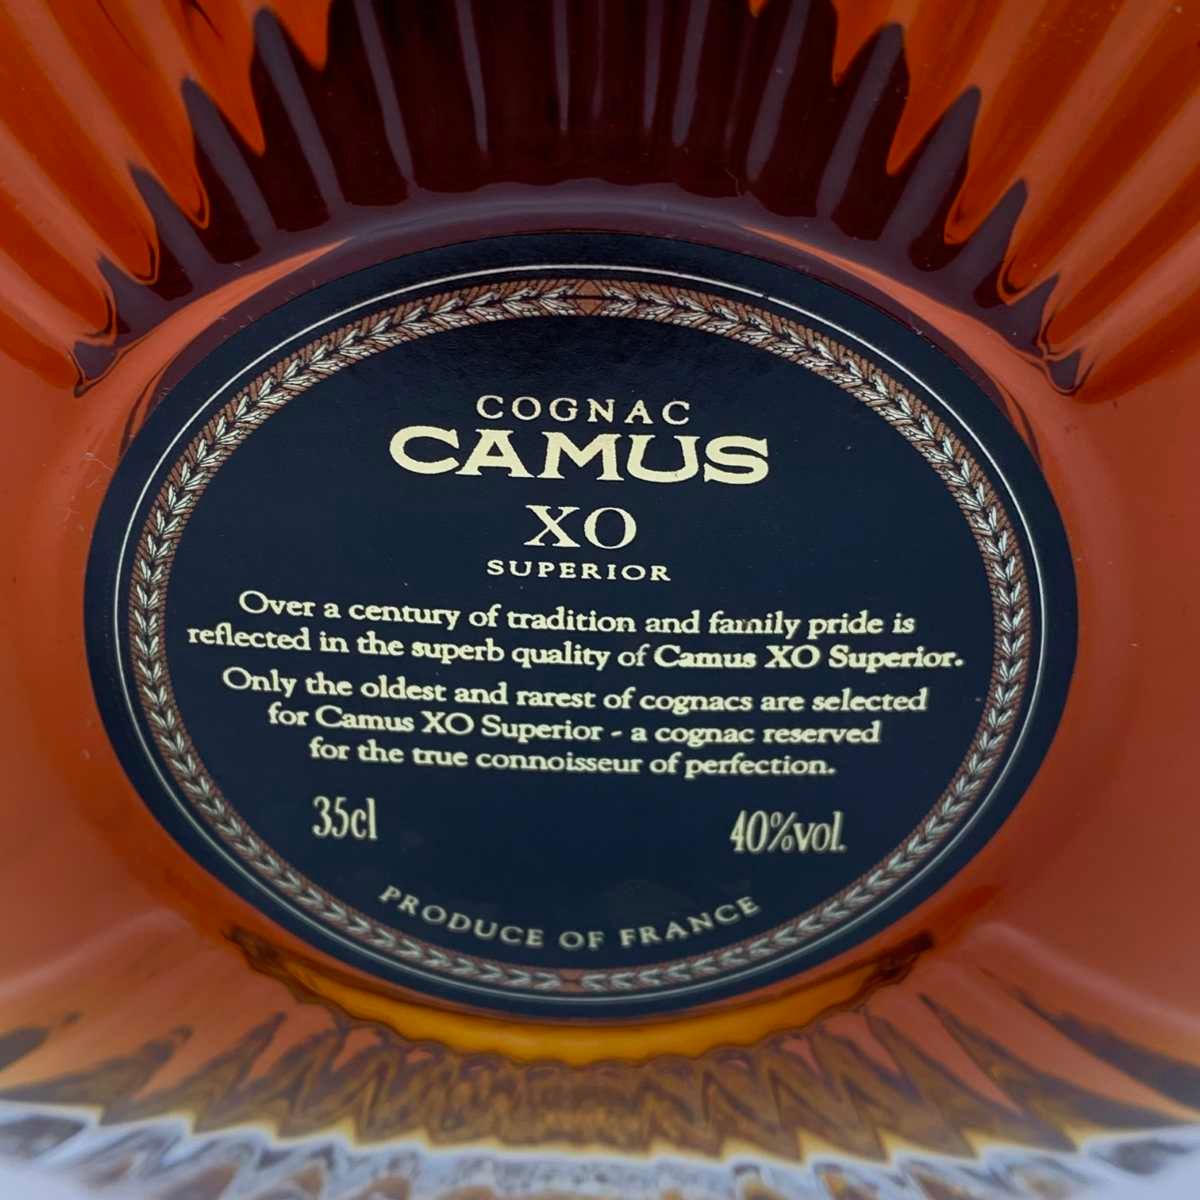 COGNAC
CAMUS
XO
SUPERIOR
Over a century of tradition and family pride is
reflected in the superb quality of Camus XO Superior.
Only the oldest and rarest of cognacs are selected
for Camus XO Superior - a cognac reserved
for the true connoisseur of perfection.
35cl 40%vol.
PRODUCE OF FRANCE